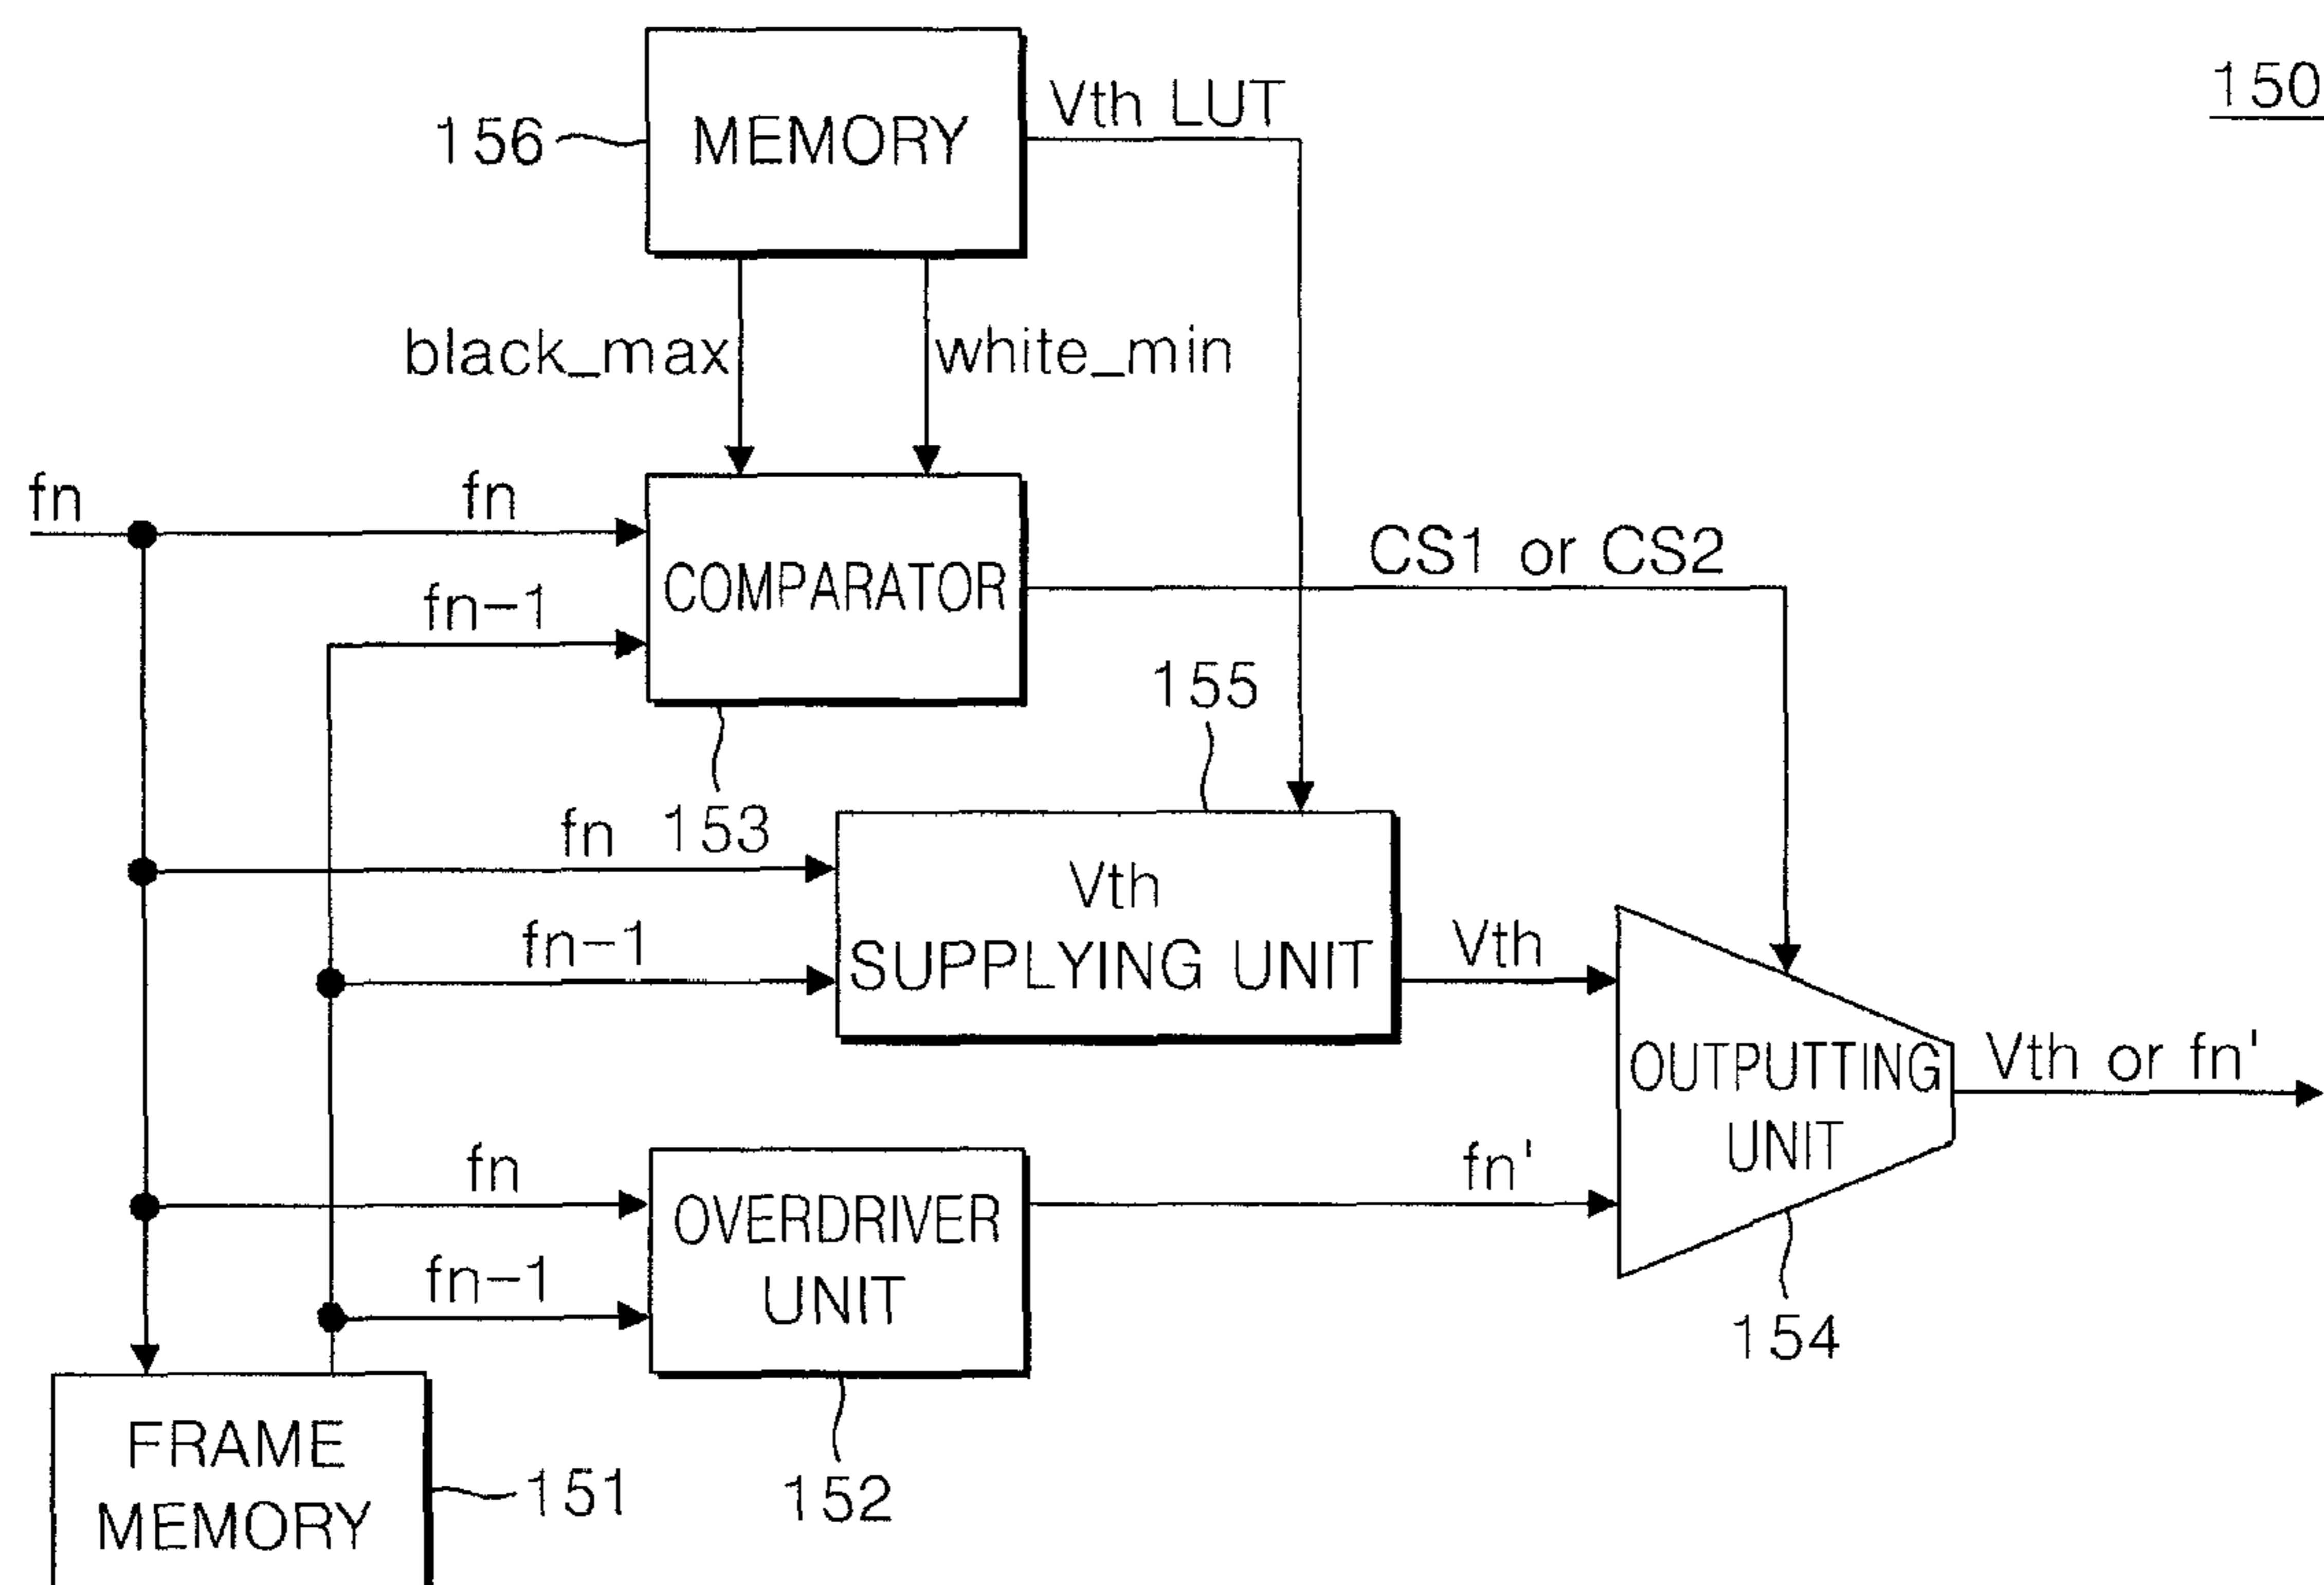 150
Vth LUT
156
MEMORY
black_max
white_min
fn
fn
CS1 or CS2
COMPARATOR
fn-1
155
153
fn
Vth
SUPPLYING UNIT
fn-1
Vth
OUTPUTTING
UNIT
Vth or fn'
fn
fn'
OVERDRIVER
UNIT
fn-1
154
FRAME
MEMORY
151
152